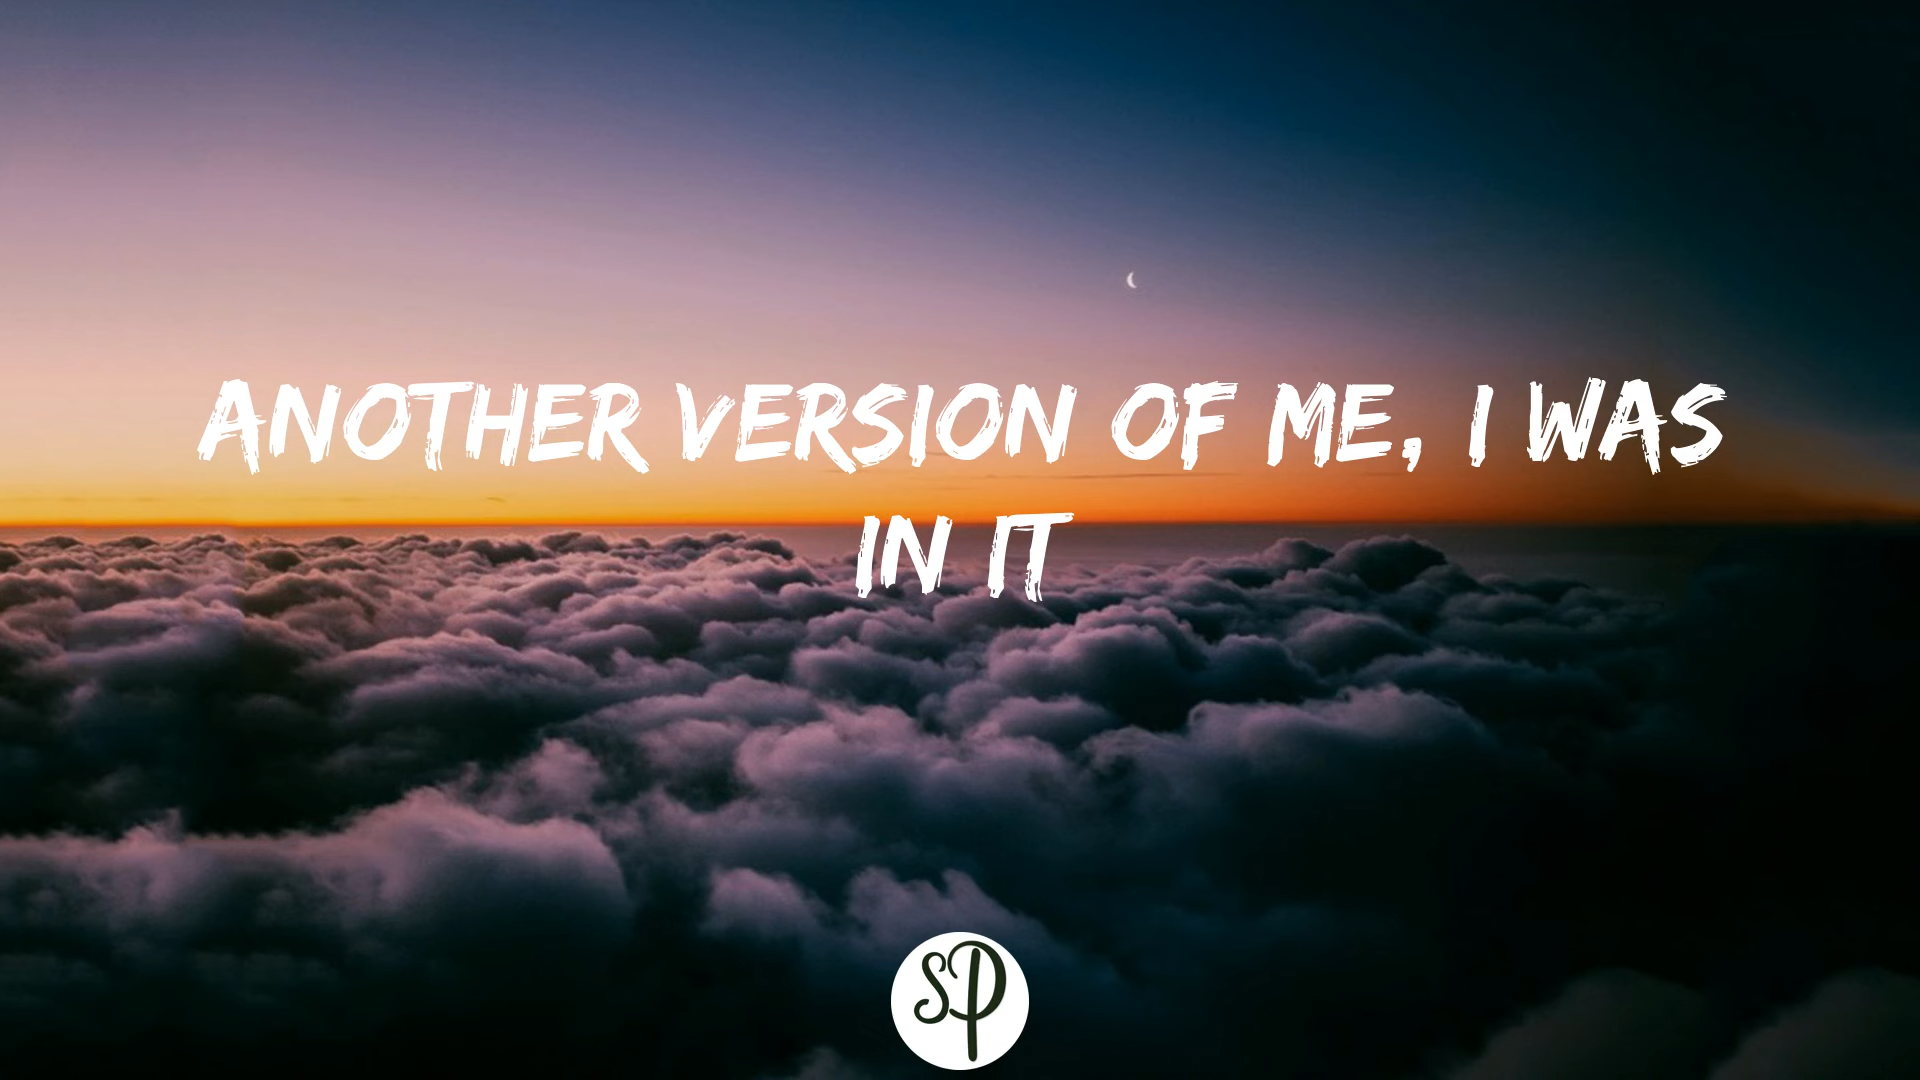 ANOTHER VERSION OF ME, I WAS
IN IT
SP